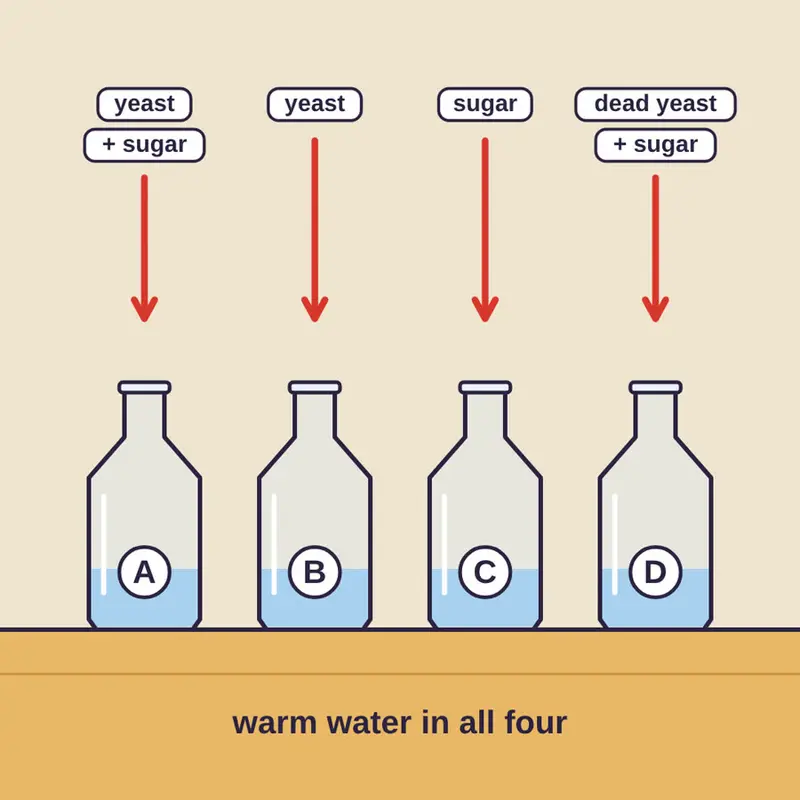 yeast
+ sugar
yeast
sugar
dead yeast
+ sugar
A
B
C
D
warm water in all four